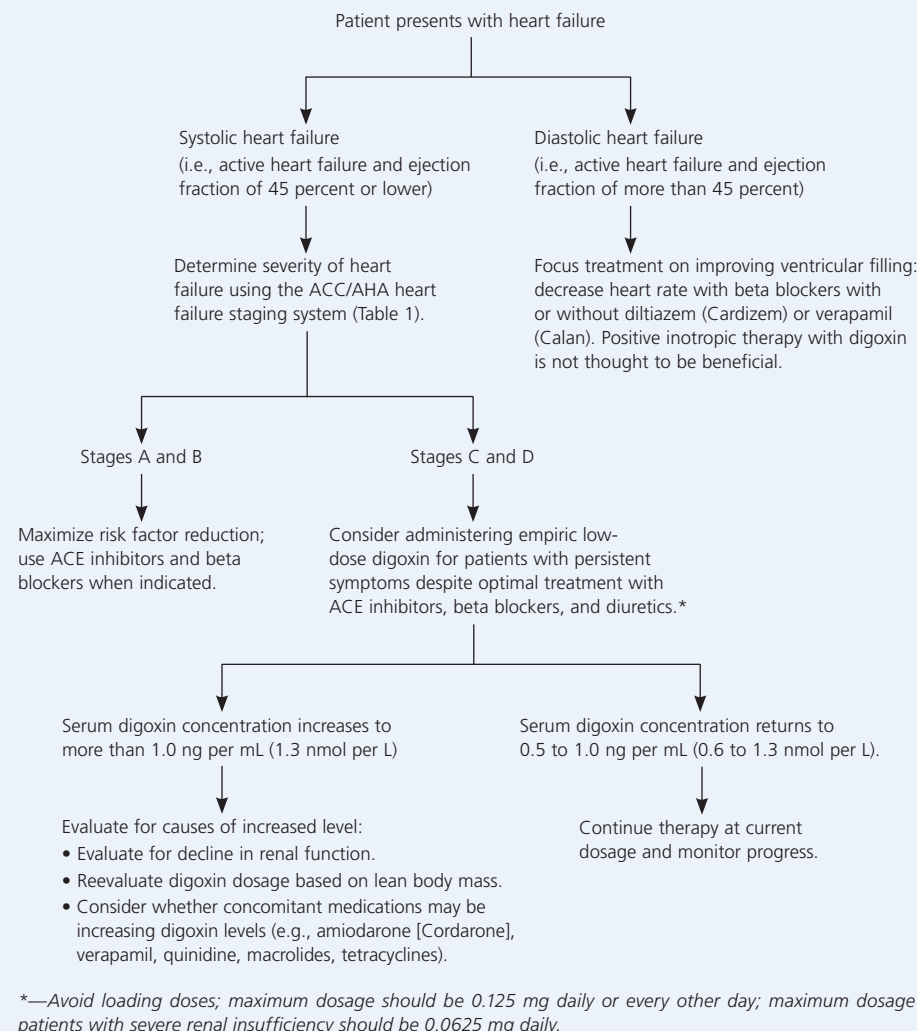 Patient presents with heart failure
Systolic heart failure
(i.e., active heart failure and ejection
fraction of 45 percent or lower)
Diastolic heart failure
(i.e., active heart failure and ejection
fraction of more than 45 percent)
Determine severity of heart
failure using the ACC/AHA heart
failure staging system (Table 1).
Focus treatment on improving ventricular filling:
decrease heart rate with beta blockers with
or without diltiazem (Cardizem) or verapamil
(Calan). Positive inotropic therapy with digoxin
is not thought to be beneficial.
Stages A and B
Stages C and D
Maximize risk factor reduction;
use ACE inhibitors and beta
blockers when indicated.
Consider administering empiric low-
dose digoxin for patients with persistent
symptoms despite optimal treatment with
ACE inhibitors, beta blockers, and diuretics.*
Serum digoxin concentration increases to
more than 1.0 ng per mL (1.3 nmol per L)
Serum digoxin concentration returns to
0.5 to 1.0 ng per mL (0.6 to 1.3 nmol per L).
Evaluate for causes of increased level:
• Evaluate for decline in renal function.
• Reevaluate digoxin dosage based on lean body mass.
• Consider whether concomitant medications may be
increasing digoxin levels (e.g., amiodarone [Cordarone],
verapamil, quinidine, macrolides, tetracyclines).
Continue therapy at current
dosage and monitor progress.
*—Avoid loading doses; maximum dosage should be 0.125 mg daily or every other day; maximum dosage
patients with severe renal insufficiency should be 0.0625 mg daily.